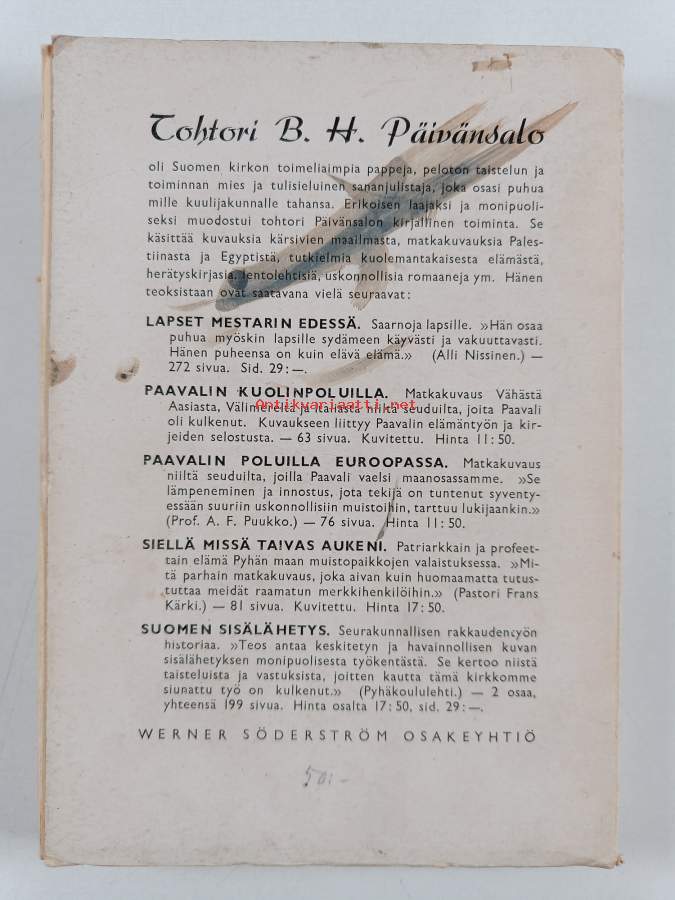 Tohtori B. H. Päivänsalo
oli Suomen kirkon toimeliaimpia pappeja, peloton taistelun ja
toiminnan mies ja tulisieluinen sananjulistaja, joka osasi puhua
mille kuulijakunnalle tahansa. Erikoisen laajaksi ja monipuoli-
seksi muodostui tohtori Päivänsalon kirjallinen toiminta. Se
käsittää kuvauksia kärsivien maailmasta, matkakuvauksia Pales-
tiinasta ja Egyptistä, tutkielmia kuolemantakaisesta elämästä,
herätyskirjasia, lentolehtisiä, uskonnollisia romaaneja ym. Hänen
teoksistaan ovat saatavana vielä seuraavat:
LAPSET MESTARIN EDESSÄ. Saarnoja lapsille. »Hän osaa
puhua myöskin lapsille sydämeen käyvästi ja vakuuttavasti.
Hänen puheensa on kuin elävä elämä.» (Alli Nissinen.) —
272 sivua. Sid. 29:—.
PAAVALIN KUOLINPOLUILLA. Matkakuvaus Vähästä
Antikvariaatti.net
Aasiasta, Välimereltä ja Italiasta niiltä seuduilta, joita Paavali
oli kulkenut. Kuvaukseen liittyy Paavalin elämäntyön ja kir-
jeiden selostusta. — 63 sivua. Kuvitettu. Hinta 11:50.
PAAVALIN POLUILLA EUROOPASSA. Matkakuvaus
niiltä seuduilta, joilla Paavali vaelsi maanosassamme. »Se
lämpeneminen ja innostus, jota tekijä on tuntenut syventy-
essään suuriin uskonnollisiin muistoihin, tarttuu lukijaankin.»
(Prof. A. F. Puukko.) — 76 sivua. Hinta 11:50.
SIELLÄ MISSÄ TAIVAS AUKENI. Patriarkkain ja profeet-
tain elämä Pyhän maan muistopaikkojen valaistuksessa. »Mi-
tä parhain matkakuvaus, joka aivan kuin huomaamatta tutus-
tuttaa meidät raamatun merkkihenkilöihin.» (Pastori Frans
Kärki.) — 81 sivua. Kuvitettu. Hinta 17:50.
SUOMEN SISÄLÄHETYS. Seurakunnallisen rakkaudentyön
historiaa. »Teos antaa keskitetyn ja havainnollisen kuvan
sisälähetyksen monipuolisesta työkentästä. Se kertoo niistä
taisteluista ja vastuksista, joitten kautta tämä kirkkomme
siunattu työ on kulkenut.» (Pyhäkoululehti.) — 2 osaa,
yhteensä 199 sivua. Hinta osalta 17:50, sid. 29:—.
WERNER SÖDERSTRÖM OSAKEYHTIÖ
50:-